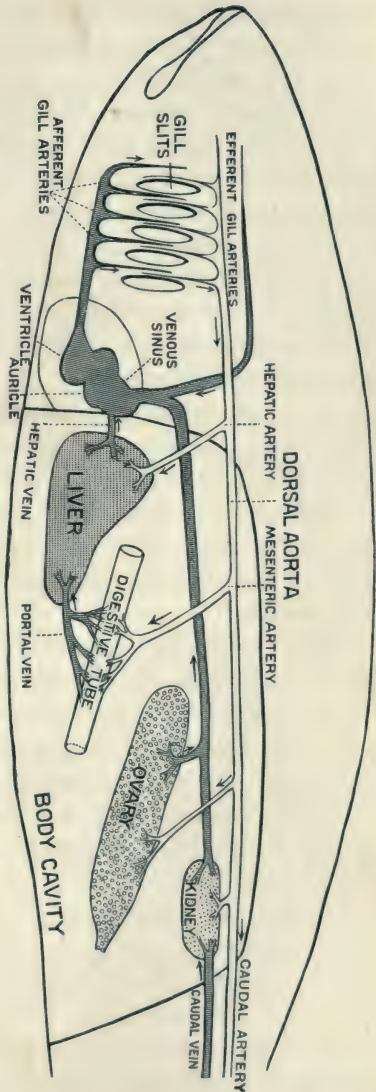 EFFERENT GILL ARTERIES
GILL
SLITS
AFFERENT
GILL ARTERIES
VENTRICLE
AURICLE
VENOUS
SINUS
HEPATIC VEIN
HEPATIC ARTERY
DORSAL AORTA
MESENTERIC ARTERY
LIVER
DIGESTIVE TUBE
PORTAL VEIN
OVARY
BODY CAVITY
KIDNEY
CAUDAL VEIN
CAUDAL ARTERY